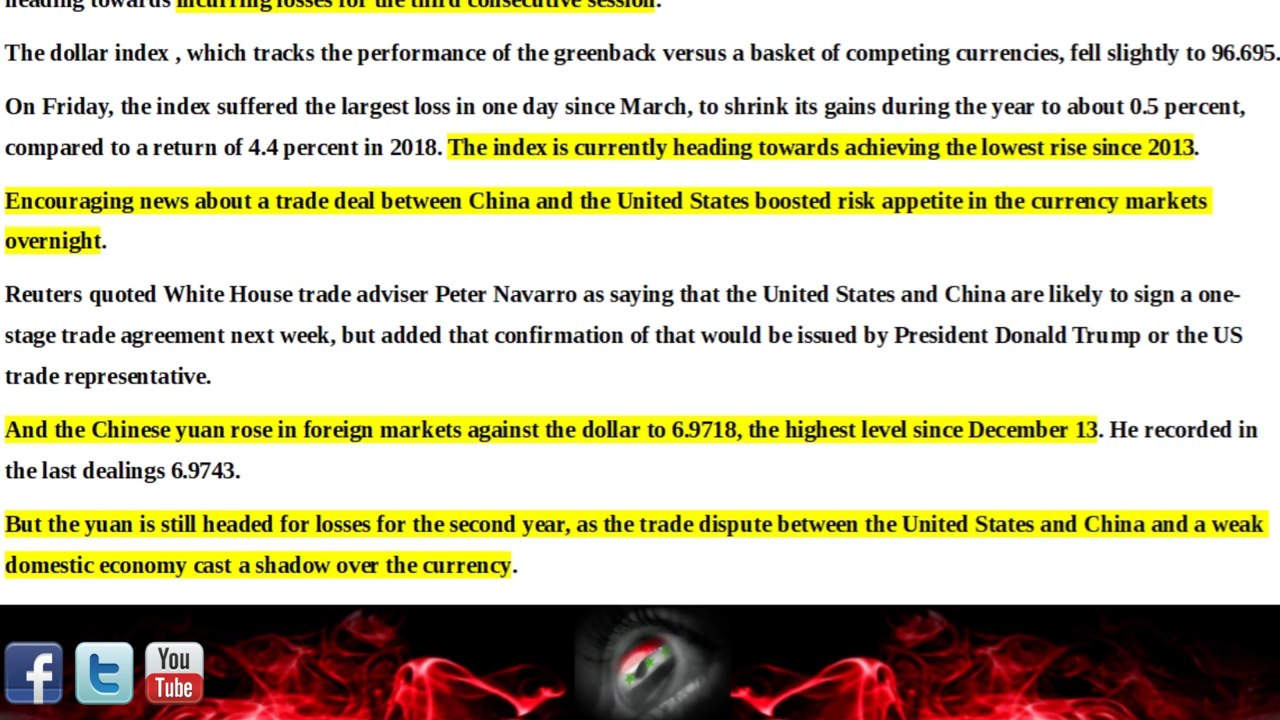 heading towards incurring losses for the third consecutive session.
The dollar index , which tracks the performance of the greenback versus a basket of competing currencies, fell slightly to 96.695.
On Friday, the index suffered the largest loss in one day since March, to shrink its gains during the year to about 0.5 percent,
compared to a return of 4.4 percent in 2018. The index is currently heading towards achieving the lowest rise since 2013.
Encouraging news about a trade deal between China and the United States boosted risk appetite in the currency markets
overnight.
Reuters quoted White House trade adviser Peter Navarro as saying that the United States and China are likely to sign a one-
stage trade agreement next week, but added that confirmation of that would be issued by President Donald Trump or the US
trade representative.
And the Chinese yuan rose in foreign markets against the dollar to 6.9718, the highest level since December 13. He recorded in
the last dealings 6.9743.
But the yuan is still headed for losses for the second year, as the trade dispute between the United States and China and a weak
domestic economy cast a shadow over the currency.
f t You
Tube